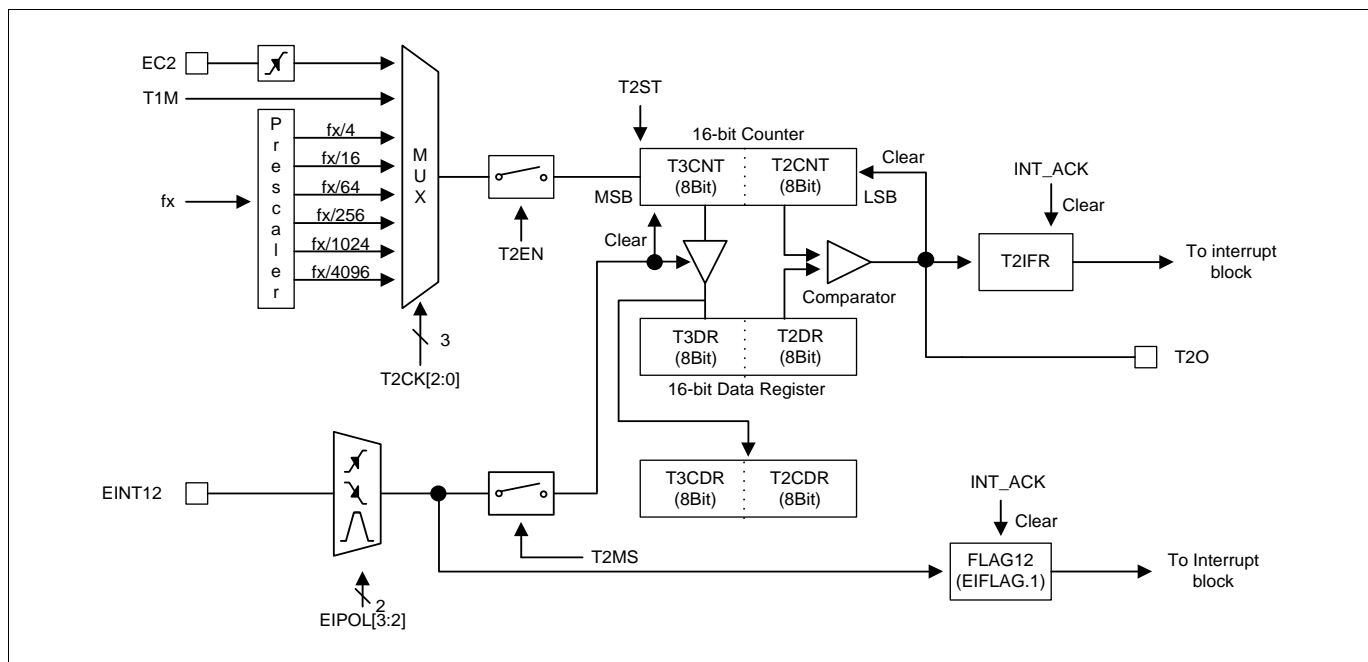 EC2
T1M
fx
Prescaler
fx/4
fx/16
fx/64
fx/256
fx/1024
fx/4096
MUX
3
T2CK[2:0]
T2EN
T2ST
16-bit Counter
MSB
T3CNT
(8Bit)
T2CNT
(8Bit)
LSB
Clear
Clear
Comparator
T3DR
(8Bit)
T2DR
(8Bit)
16-bit Data Register
INT_ACK
Clear
T2IFR
To interrupt
block
T2O
T3CDR
(8Bit)
T2CDR
(8Bit)
EINT12
2
EIPOL[3:2]
T2MS
INT_ACK
Clear
FLAG12
(EIFLAG.1)
To Interrupt
block